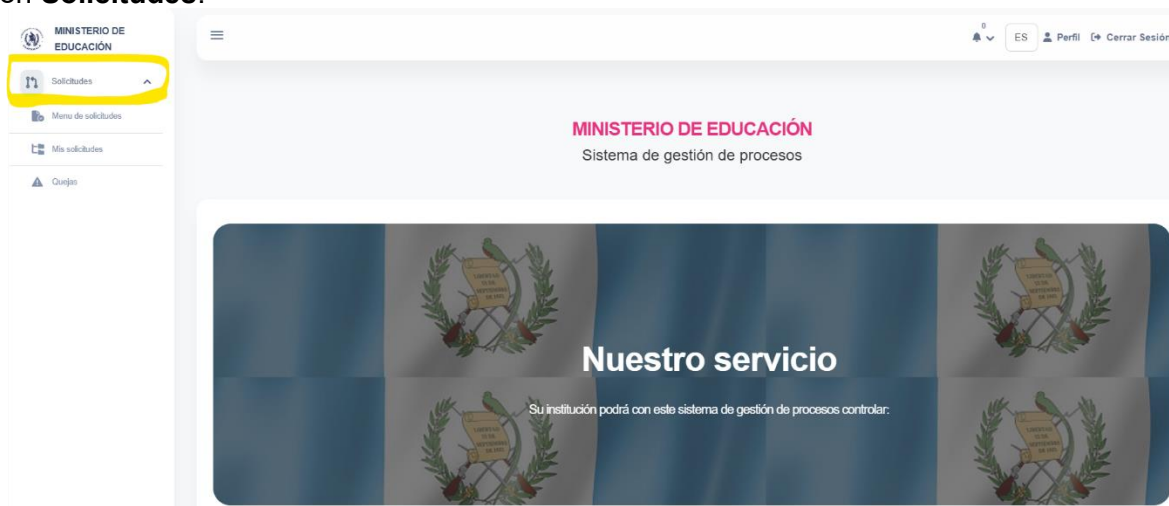 en Solicitudes.
MINISTERIO DE
EDUCACIÓN
0
ES
Perfil
Cerrar Sesión
Solicitudes
Menu de solicitudes
Mis solicitudes
Quejas
MINISTERIO DE EDUCACIÓN
Sistema de gestión de procesos
Nuestro servicio
Su institución podrá con este sistema de gestión de procesos controlar: